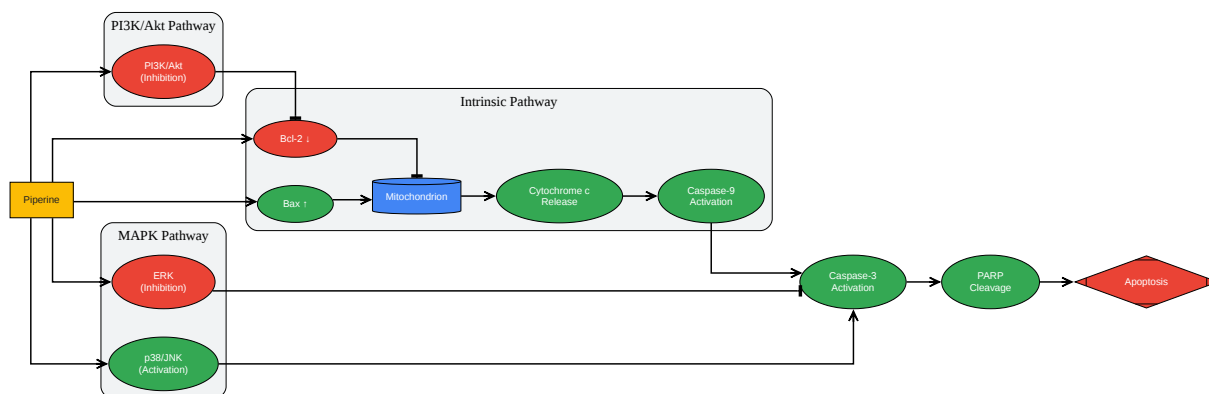 PI3K/Akt Pathway
PI3K/Akt
(Inhibition)
Intrinsic Pathway
Bcl-2 ↓
Piperine
Bax ↑
Mitochondrion
Cytochrome c
Release
Caspase-9
Activation
MAPK Pathway
ERK
(Inhibition)
Caspase-3
Activation
PARP
Cleavage
Apoptosis
p38/JNK
(Activation)